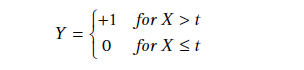 Y = { +1 for X > t
0 for X ≤ t